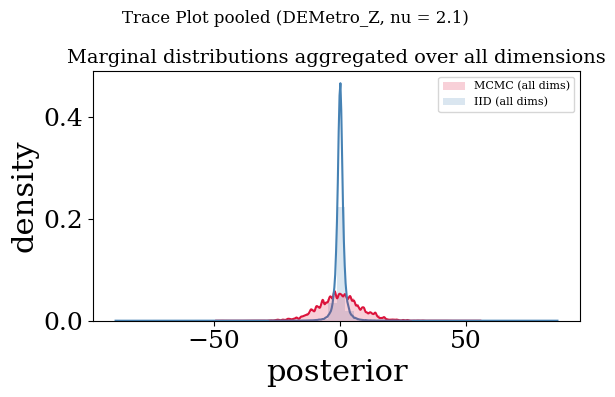 Trace Plot pooled (DEMetro_Z, nu = 2.1)
Marginal distributions aggregated over all dimensions
MCMC (all dims)
IID (all dims)
density
0.4
0.2
0.0
−50
0
50
posterior